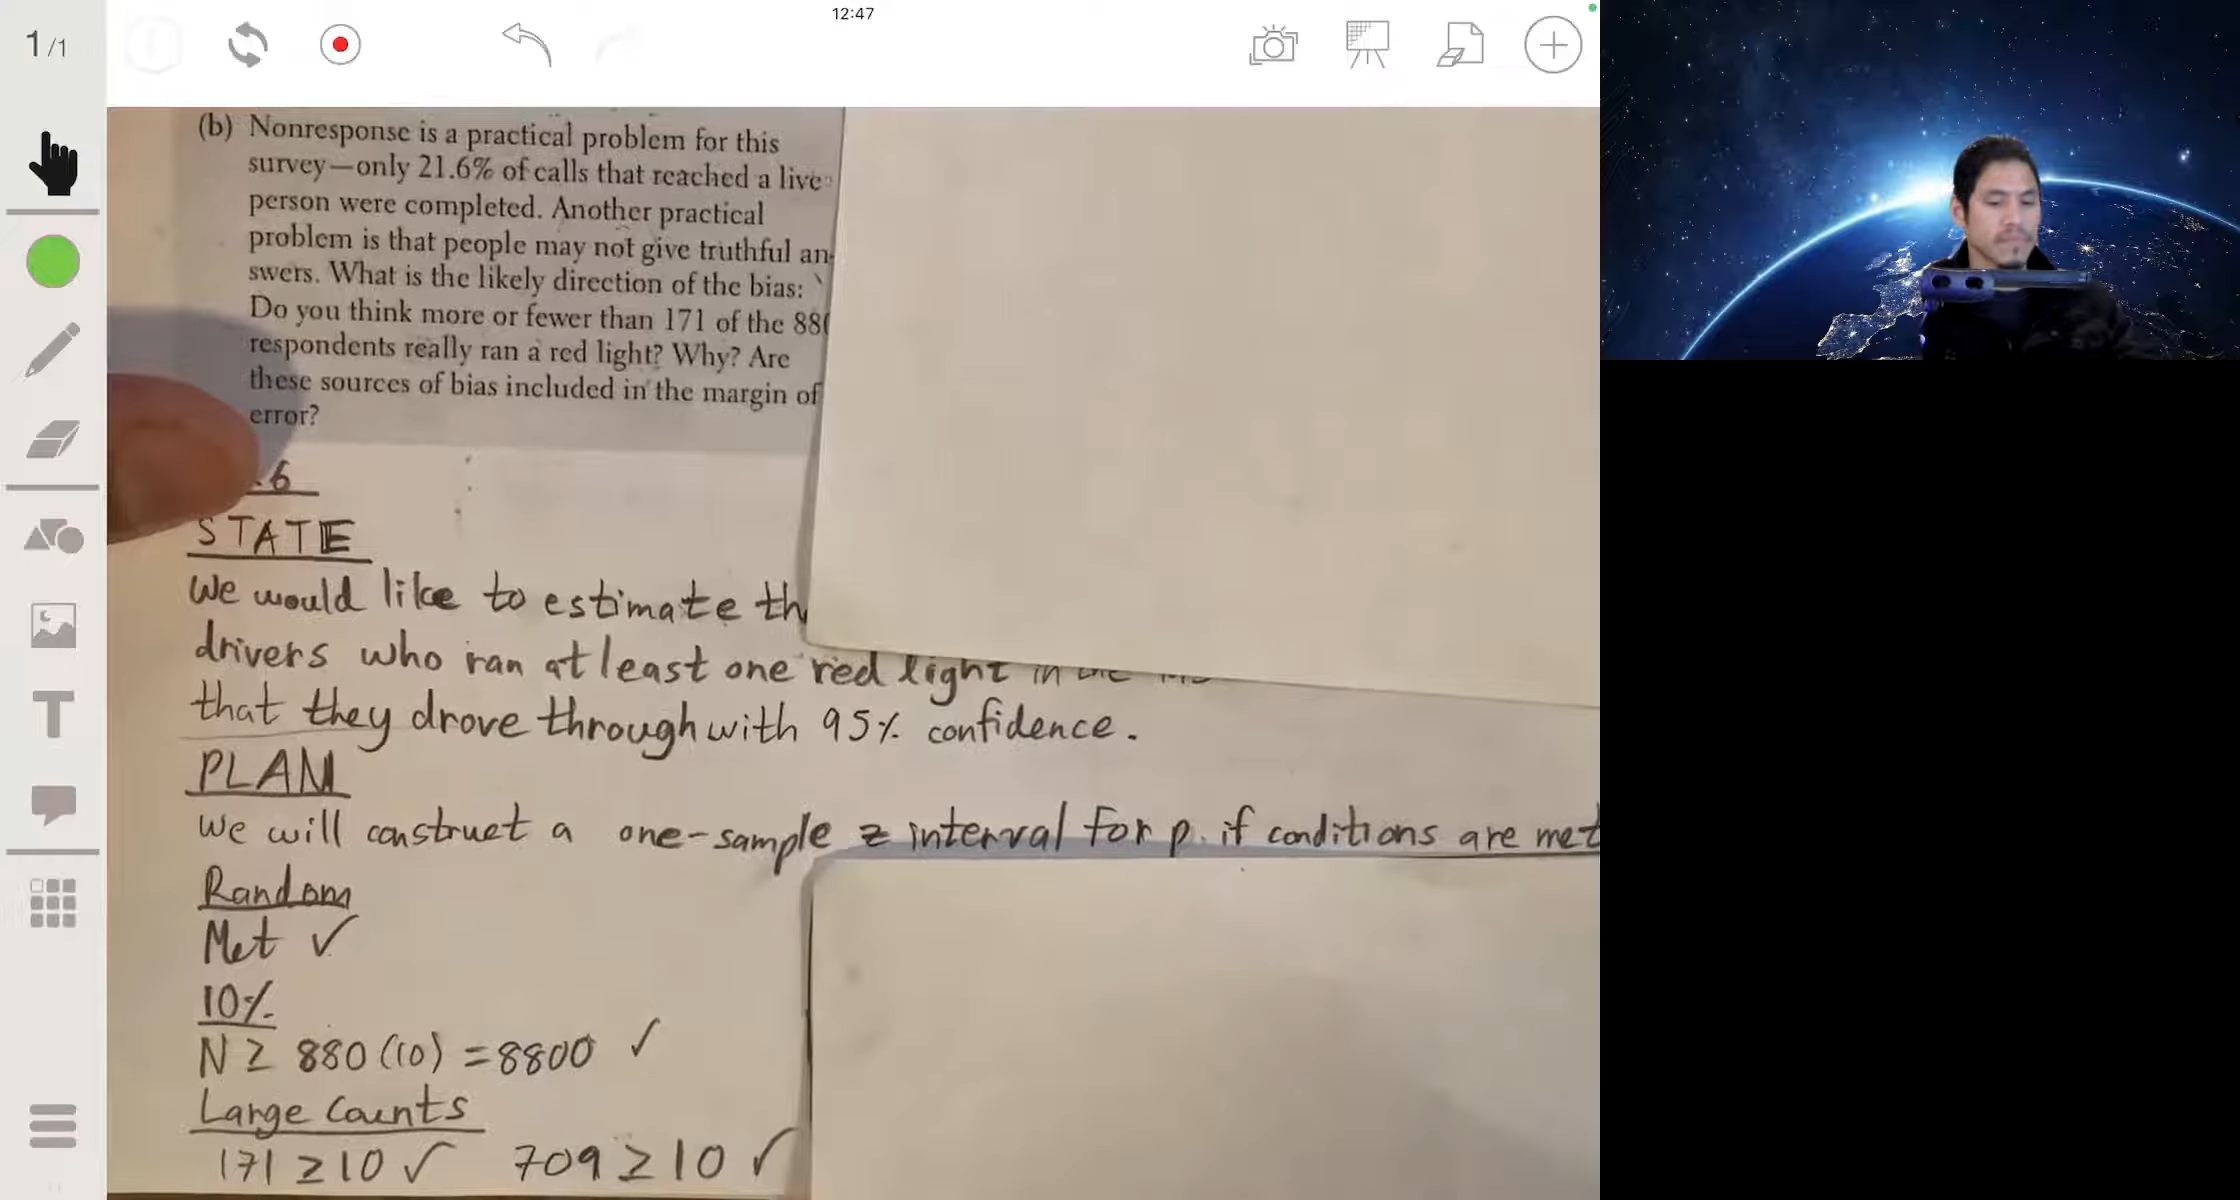 12:47
1/1
(b) Nonresponse is a practical problem for this
survey—only 21.6% of calls that reached a live
person were completed. Another practical
problem is that people may not give truthful an-
swers. What is the likely direction of the bias:
Do you think more or fewer than 171 of the 880
respondents really ran a red light? Why? Are
these sources of bias included in the margin of
error?
.6
STATE
We would like to estimate th
drivers who ran at least one red light in the
that they drove through with 95% confidence.
PLAN
We will construct a one-sample z interval for p. if conditions are met
Random
Met ✓
10%
N ≥ 880 (10) = 8800 ✓
Large Counts
171 ≥ 10 ✓ 709 ≥ 10 ✓
T